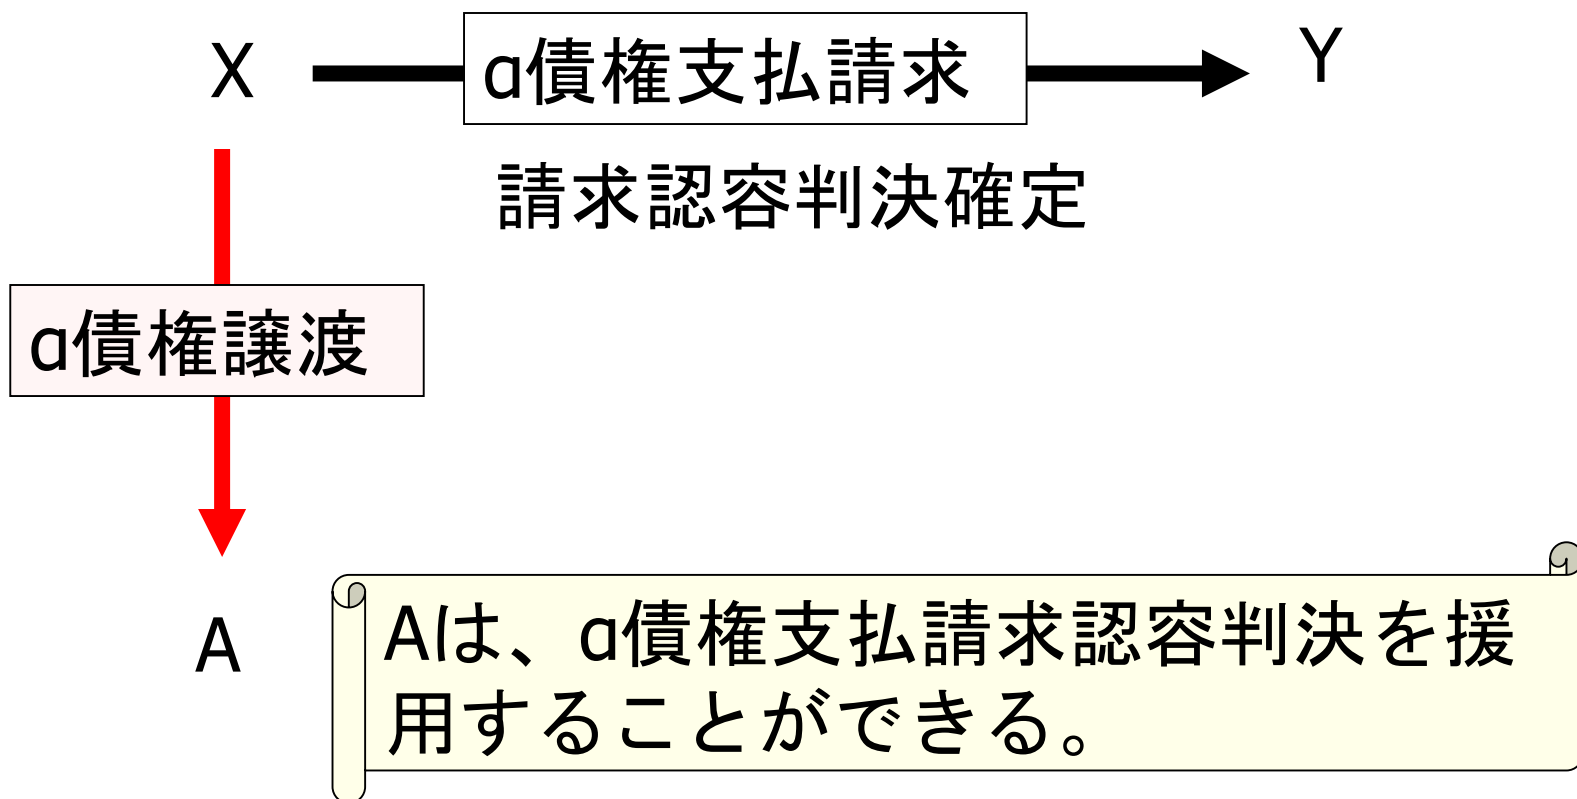 X
α債権支払請求
Y
請求認容判決確定
α債権譲渡
A
Aは、α債権支払請求認容判決を援
用することができる。